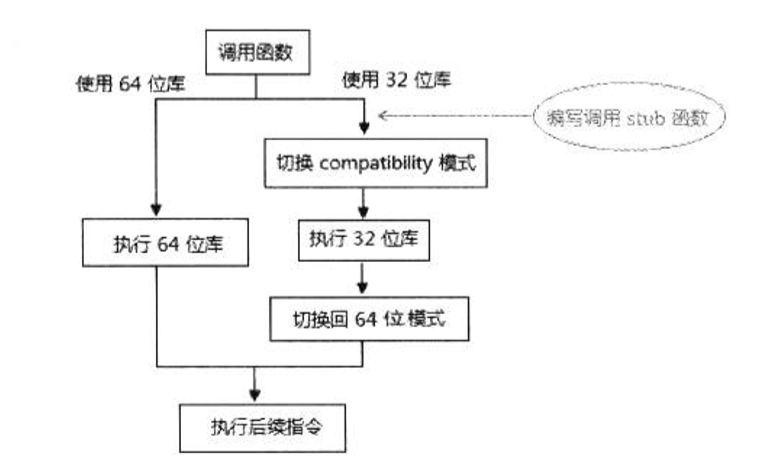 调用函数
使用 64 位库
使用 32 位库
编写调用 stub 函数
切换 compatibility 模式
执行 64 位库
执行 32 位库
切换回 64 位模式
执行后续指令